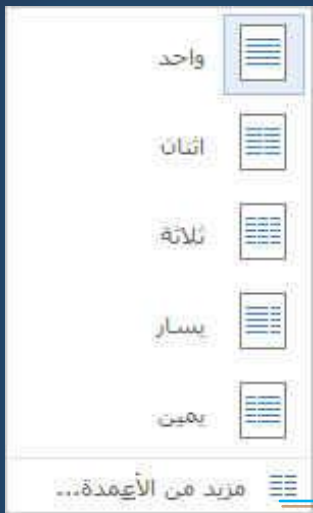 واحد
اثنان
ثلاثة
يسار
يمين
مزيد من الأعمدة...